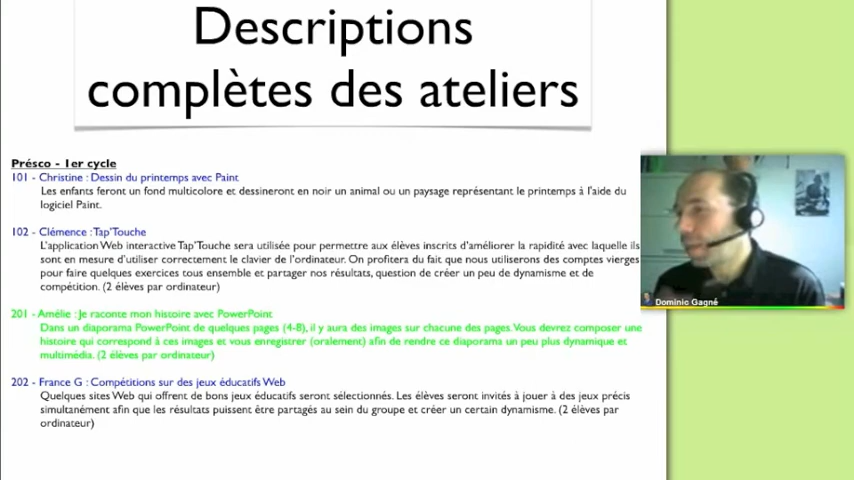 Descriptions
complètes des ateliers
Présco - 1er cycle
101 - Christine : Dessin du printemps avec Paint
Les enfants feront un fond multicolore et dessineront en noir un animal ou un paysage représentant le printemps à l'aide du
logiciel Paint.
102 - Clémence : Tap'Touche
L'application Web interactive Tap'Touche sera utilisée pour permettre aux élèves inscrits d'améliorer la rapidité avec laquelle ils
sont en mesure d'utiliser correctement le clavier de l'ordinateur. On profitera du fait que nous utiliserons des comptes vierges
pour faire quelques exercices tous ensemble et partager nos résultats, question de créer un peu de dynamisme et de
compétition. (2 élèves par ordinateur)
201 - Amélie : Je raconte mon histoire avec PowerPoint
Dans un diaporama PowerPoint de quelques pages (4-8), il y aura des images sur chacune des pages. Vous devrez composer une
histoire qui correspond à ces images et vous enregistrer (oralement) afin de rendre ce diaporama un peu plus dynamique et
multimédia. (2 élèves par ordinateur)
202 - France G : Compétitions sur des jeux éducatifs Web
Quelques sites Web qui offrent de bons jeux éducatifs seront sélectionnés. Les élèves seront invités à jouer à des jeux précis
simultanément afin que les résultats puissent être partagés au sein du groupe et créer un certain dynamisme. (2 élèves par
ordinateur)
Dominic Gagné